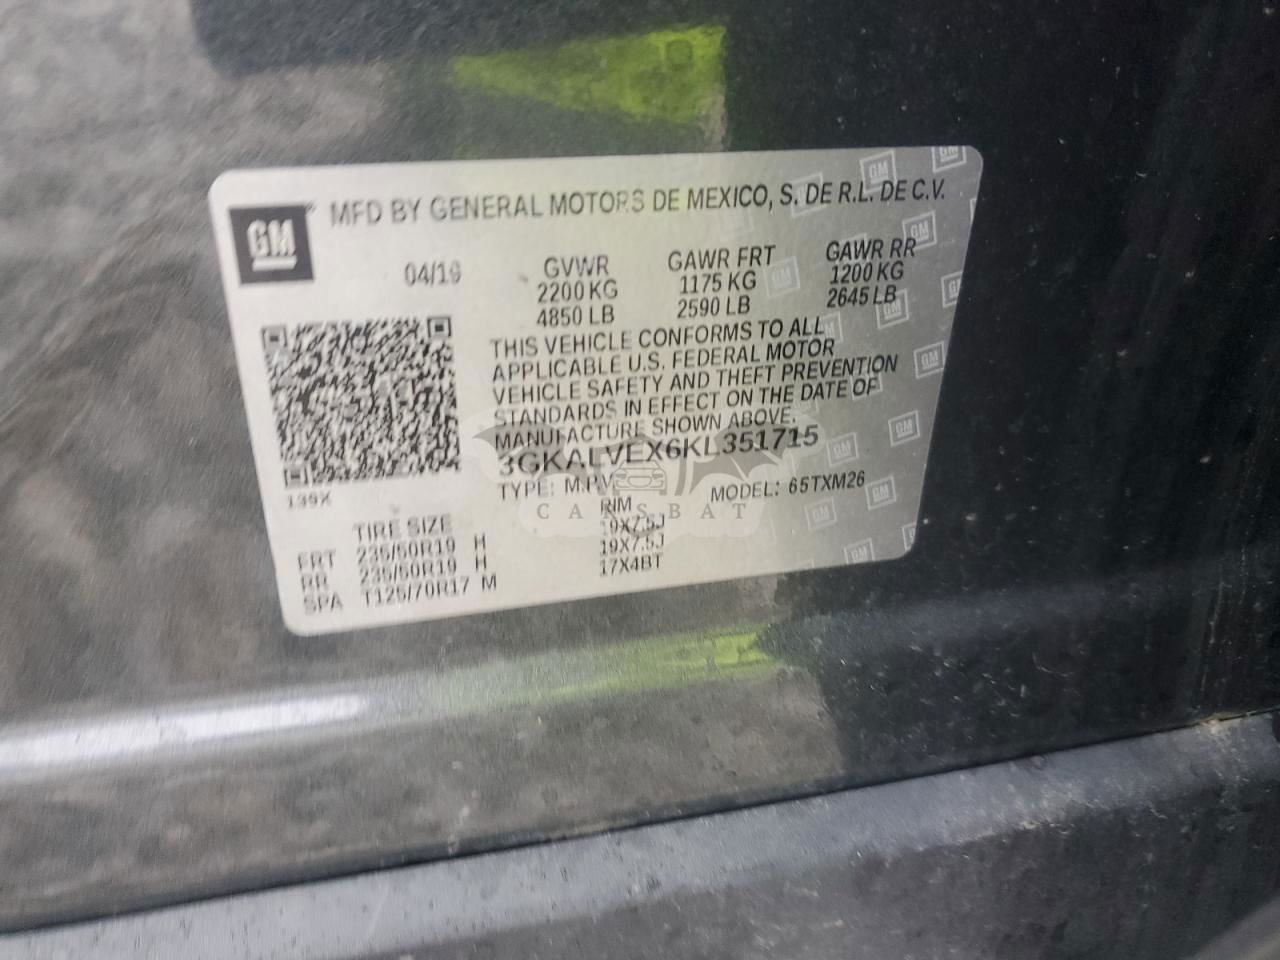 GM MFD BY GENERAL MOTORS DE MEXICO, S. DE R.L. DE C.V.
04/19 GVWR GAWR FRT GAWR RR
2200 KG 1175 KG 1200 KG
4850 LB 2590 LB 2645 LB
THIS VEHICLE CONFORMS TO ALL
APPLICABLE U.S. FEDERAL MOTOR
VEHICLE SAFETY AND THEFT PREVENTION
STANDARDS IN EFFECT ON THE DATE OF
MANUFACTURE SHOWN ABOVE.
3GKALVEX6KL351715
139X TYPE: M.P.V. MODEL: 65TXM26
TIRE SIZE RIM
FRT 235/50R19 H 19X7.5J
RR 235/50R19 H 19X7.5J
SPA T125/70R17 M 17X4BT
CARSBAT